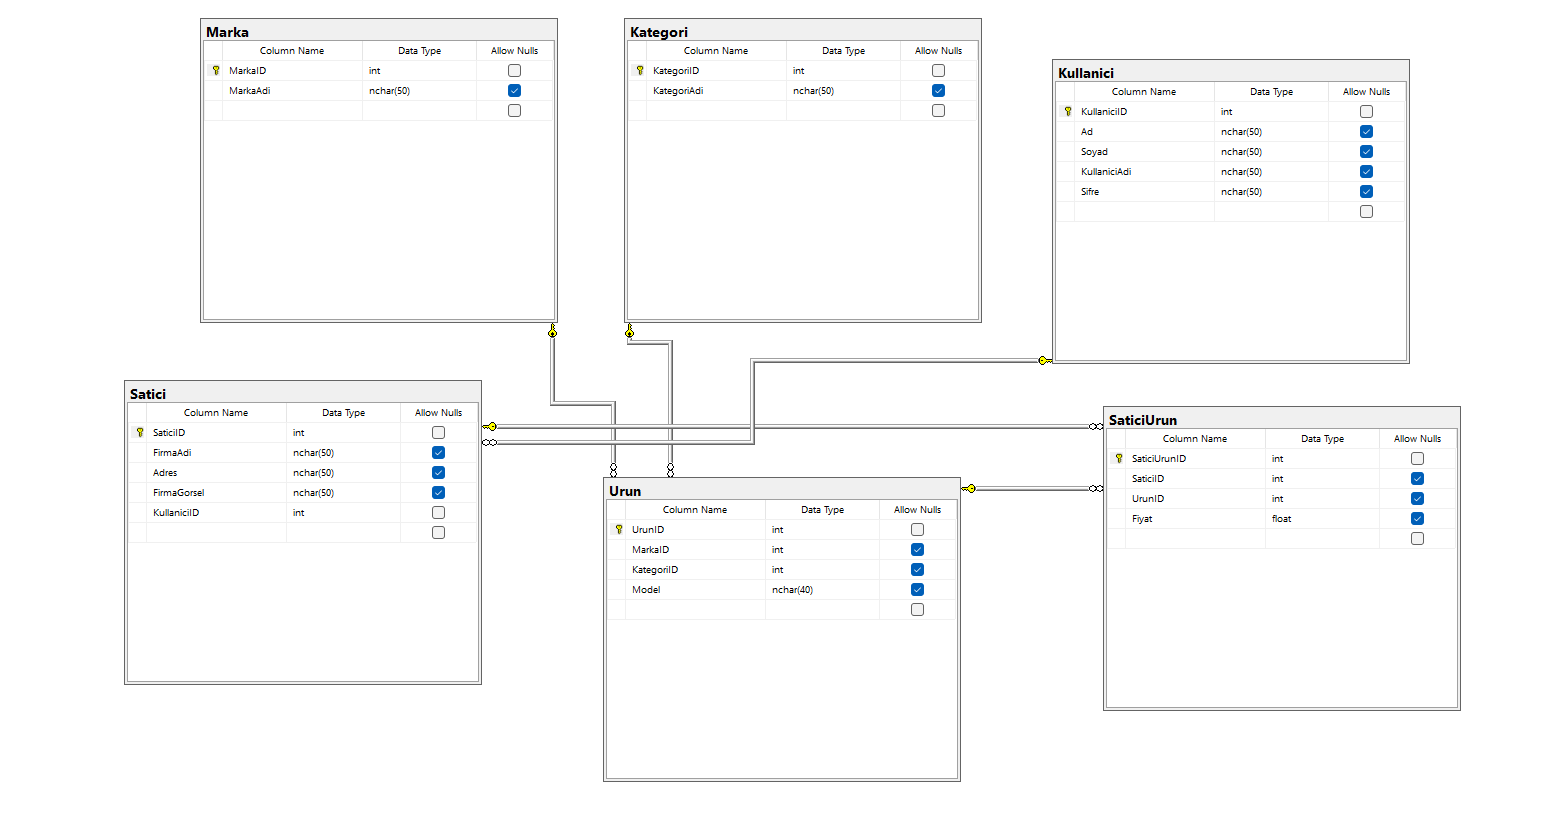 Marka
Column Name Data Type Allow Nulls
MarkaID int
MarkaAdi nchar(50)
Kategori
Column Name Data Type Allow Nulls
KategoriID int
KategoriAdi nchar(50)
Kullanici
Column Name Data Type Allow Nulls
KullaniciID int
Ad nchar(50)
Soyad nchar(50)
KullaniciAdi nchar(50)
Sifre nchar(50)
Satici
Column Name Data Type Allow Nulls
SaticiID int
FirmaAdi nchar(50)
Adres nchar(50)
FirmaGorsel nchar(50)
KullaniciID int
Urun
Column Name Data Type Allow Nulls
UrunID int
MarkaID int
KategoriID int
Model nchar(40)
SaticiUrun
Column Name Data Type Allow Nulls
SaticiUrunID int
SaticiID int
UrunID int
Fiyat float